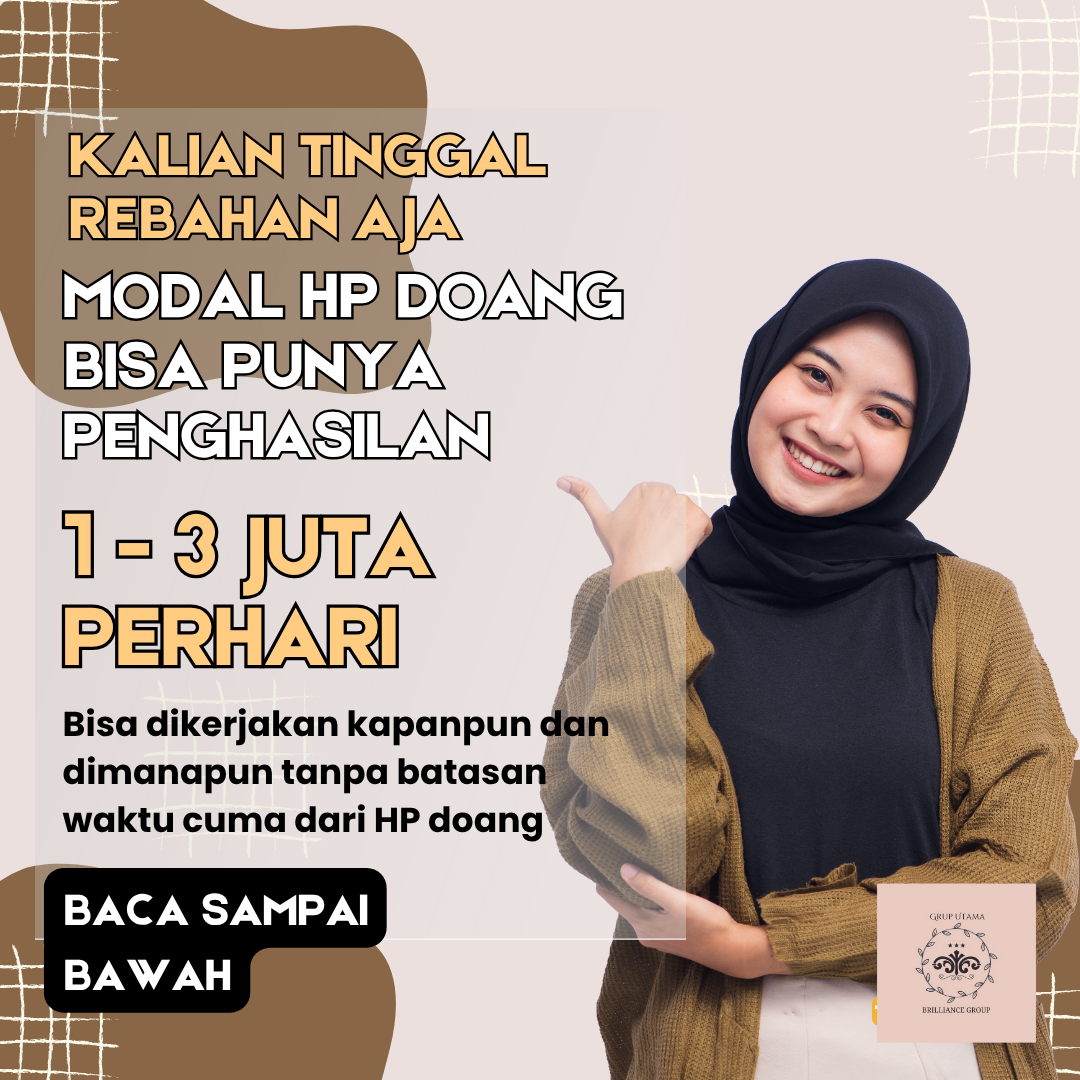 KALIAN TINGGAL
REBAHAN AJA
MODAL HP DOANG
BISA PUNYA
PENGHASILAN
1 - 3 JUTA
PERHARI
Bisa dikerjakan kapanpun dan
dimanapun tanpa batasan
waktu cuma dari HP doang
BACA SAMPAI
BAWAH
GRUP UTAMA
BRILLIANCE GROUP